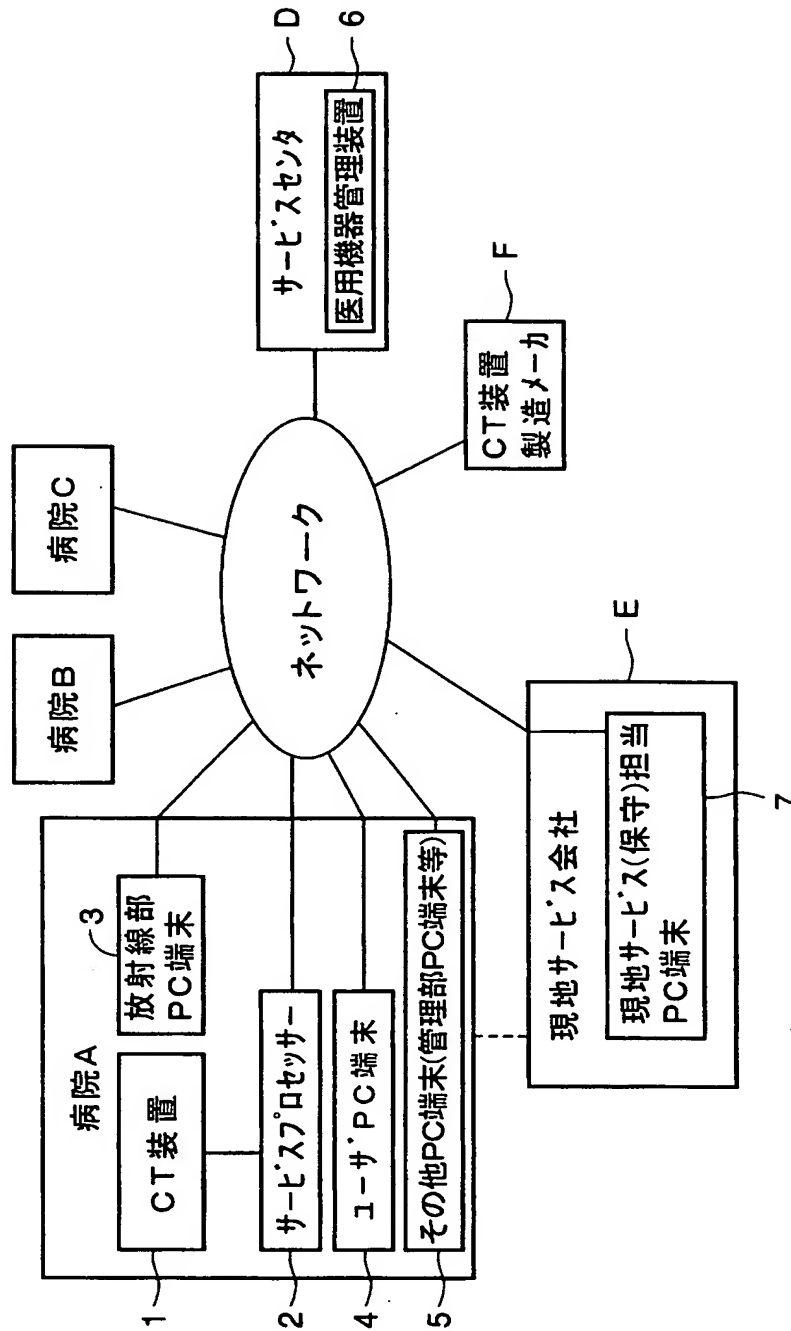 病院A
CT装置
1
放射線部
PC端末
3
サービスプロセッサー
2
ユーザPC端末
4
その他PC端末(管理部PC端末等)
5
病院B
病院C
ネットワーク
サービスセンタ
D
医用機器管理装置
6
CT装置
製造メーカ
F
現地サービス会社
E
現地サービス(保守)担当
PC端末
7